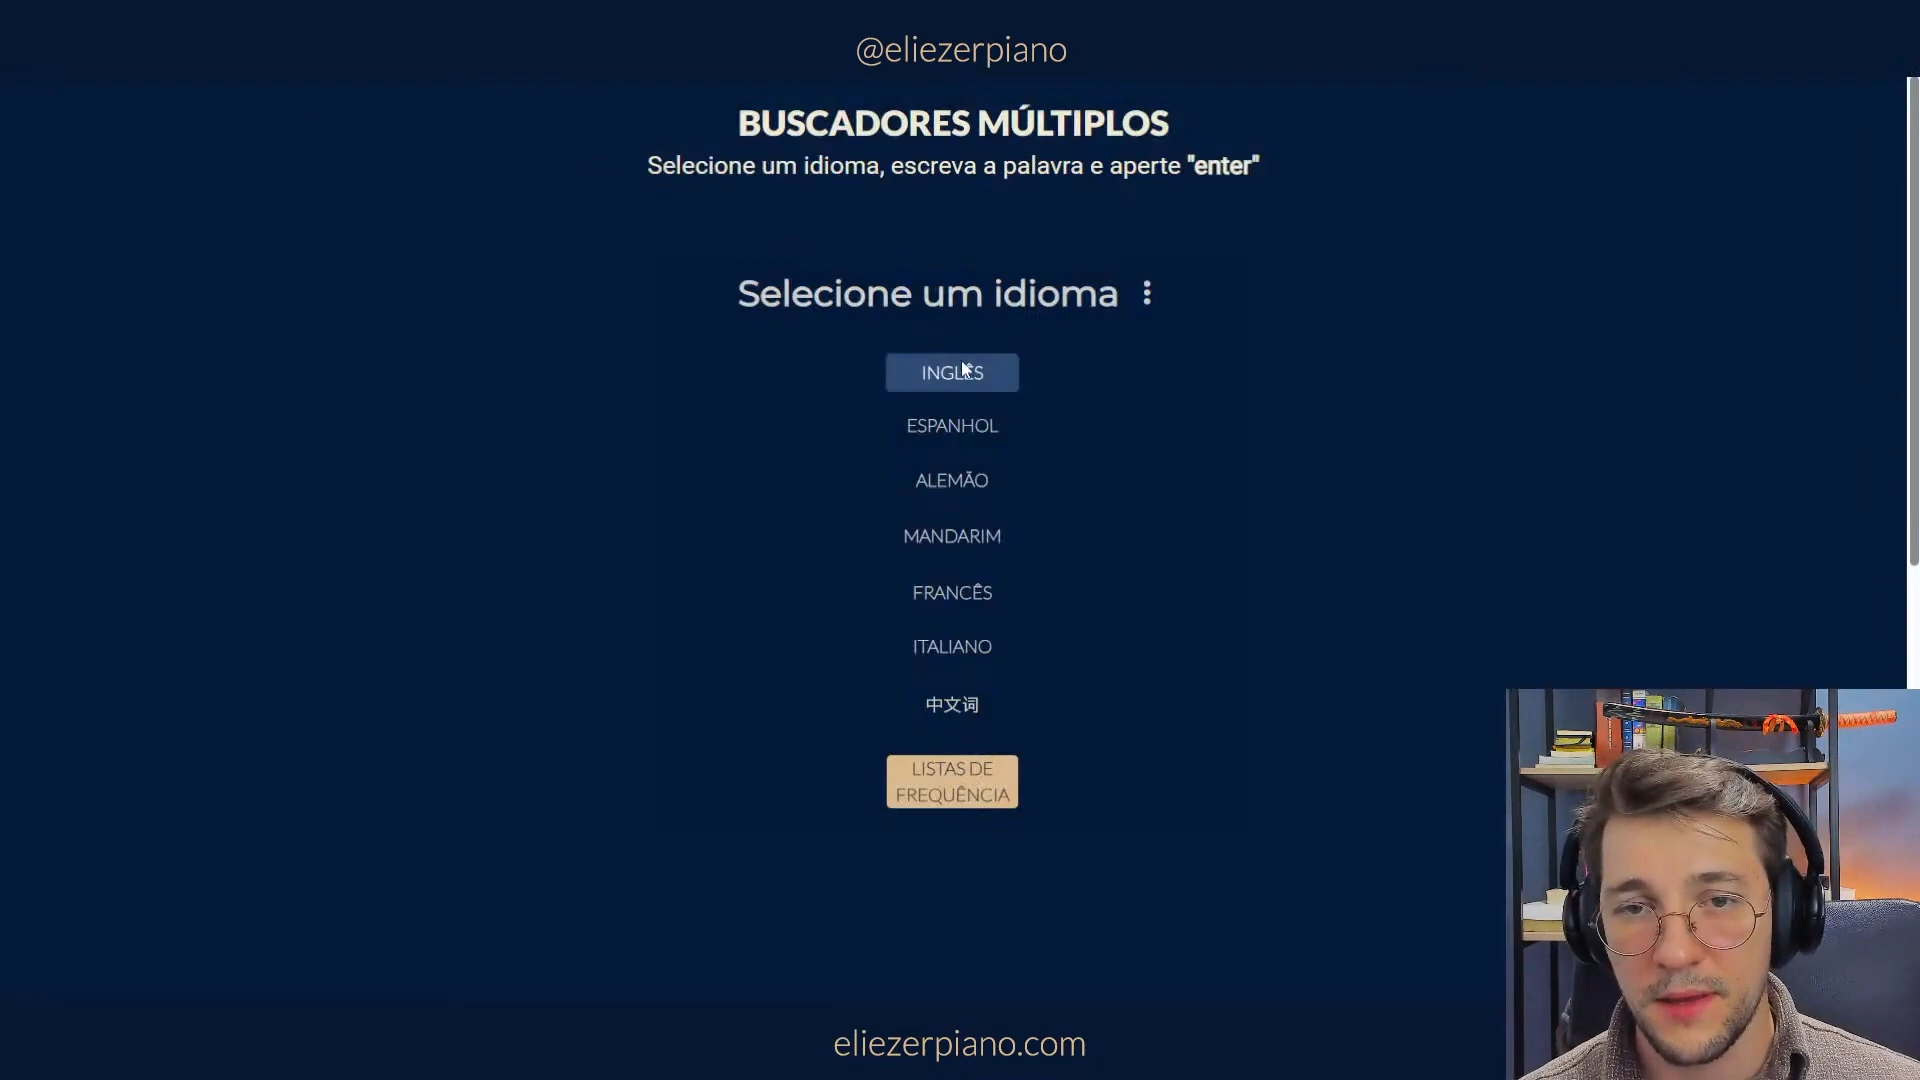 @eliezerpiano
BUSCADORES MÚLTIPLOS
Selecione um idioma, escreva a palavra e aperte "enter"
Selecione um idioma
INGLÊS
ESPANHOL
ALEMÃO
MANDARIM
FRANCÊS
ITALIANO
中文词
LISTAS DE
FREQUÊNCIA
eliezerpiano.com